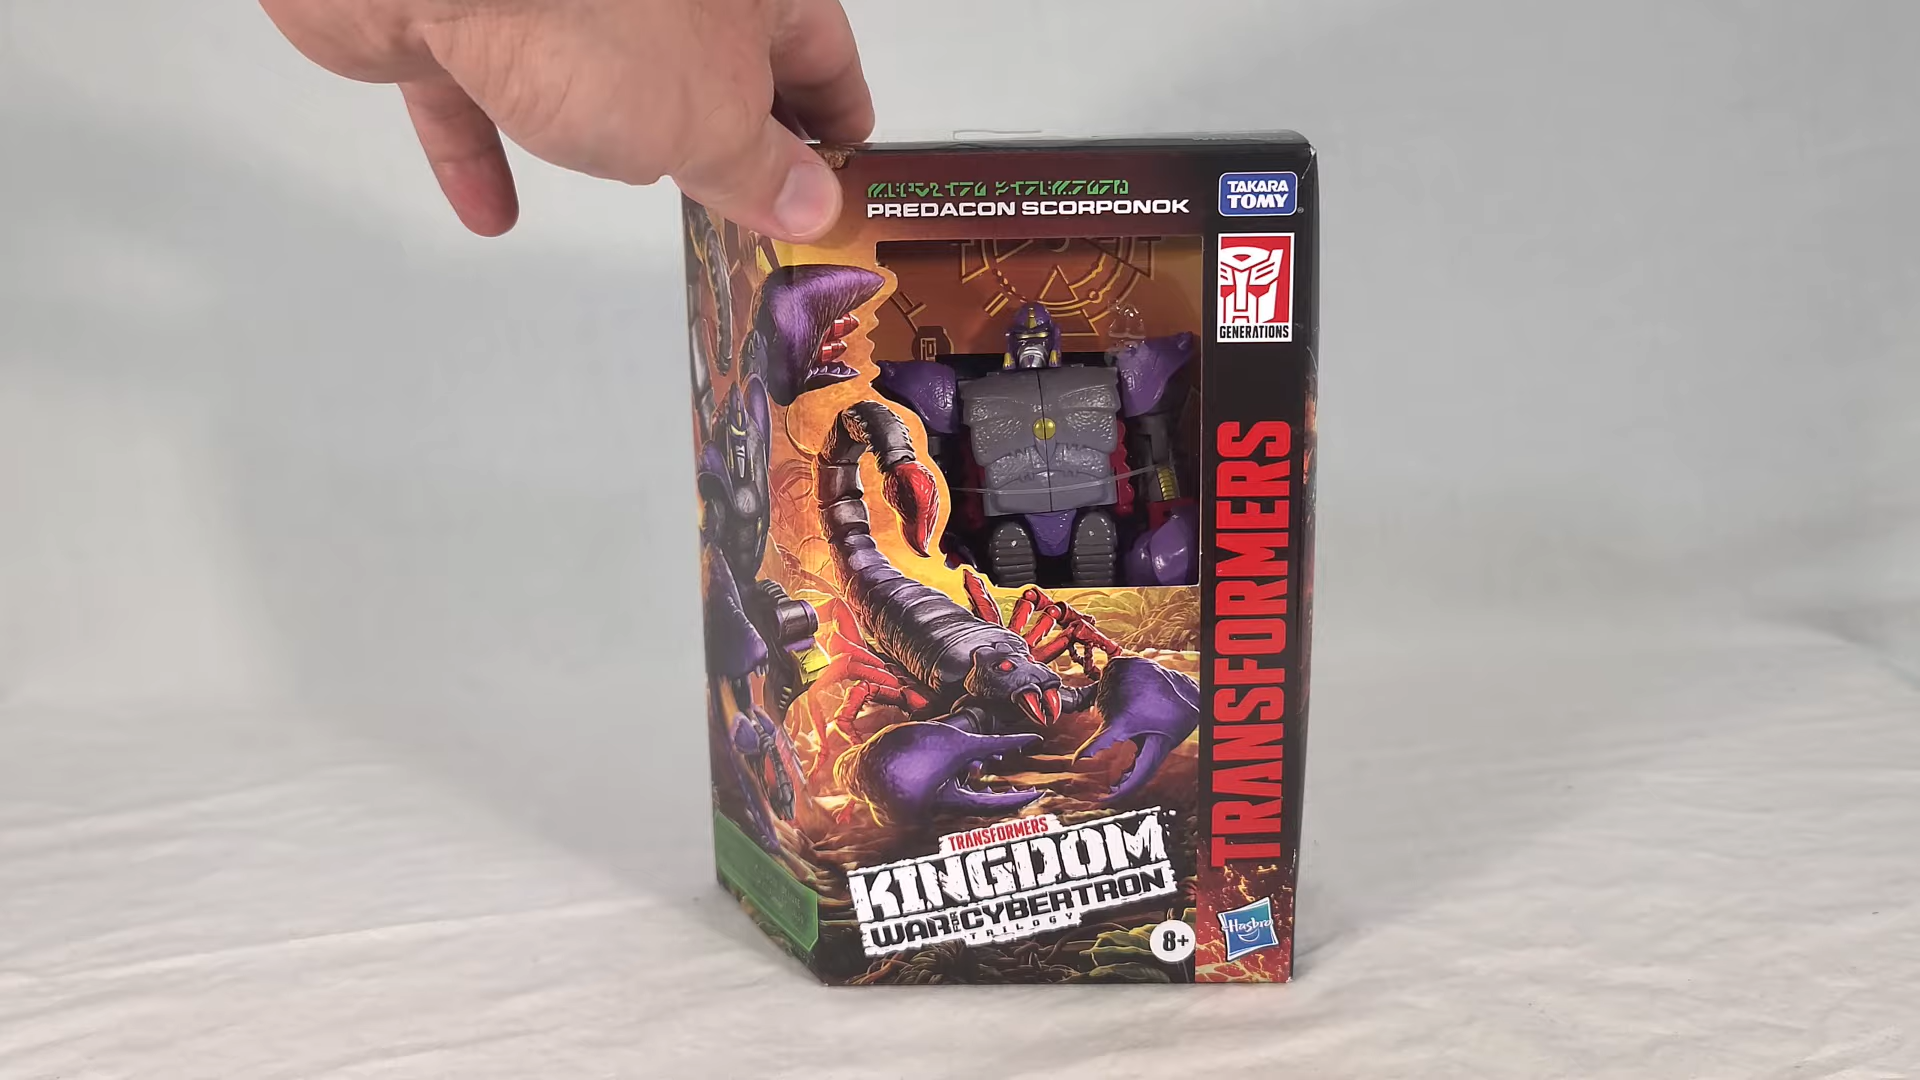 PREDACON SCORPONOK
TAKARA
TOMY
GENERATIONS
TRANSFORMERS
TRANSFORMERS
KINGDOM
WAR FOR CYBERTRON
TRILOGY
8+
Hasbro